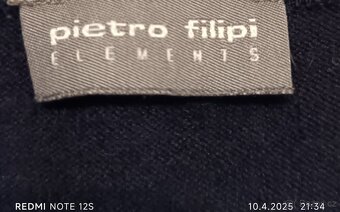 pietro filipi
ELEMENTS
REDMI NOTE 12S
10.4.2025 21:34